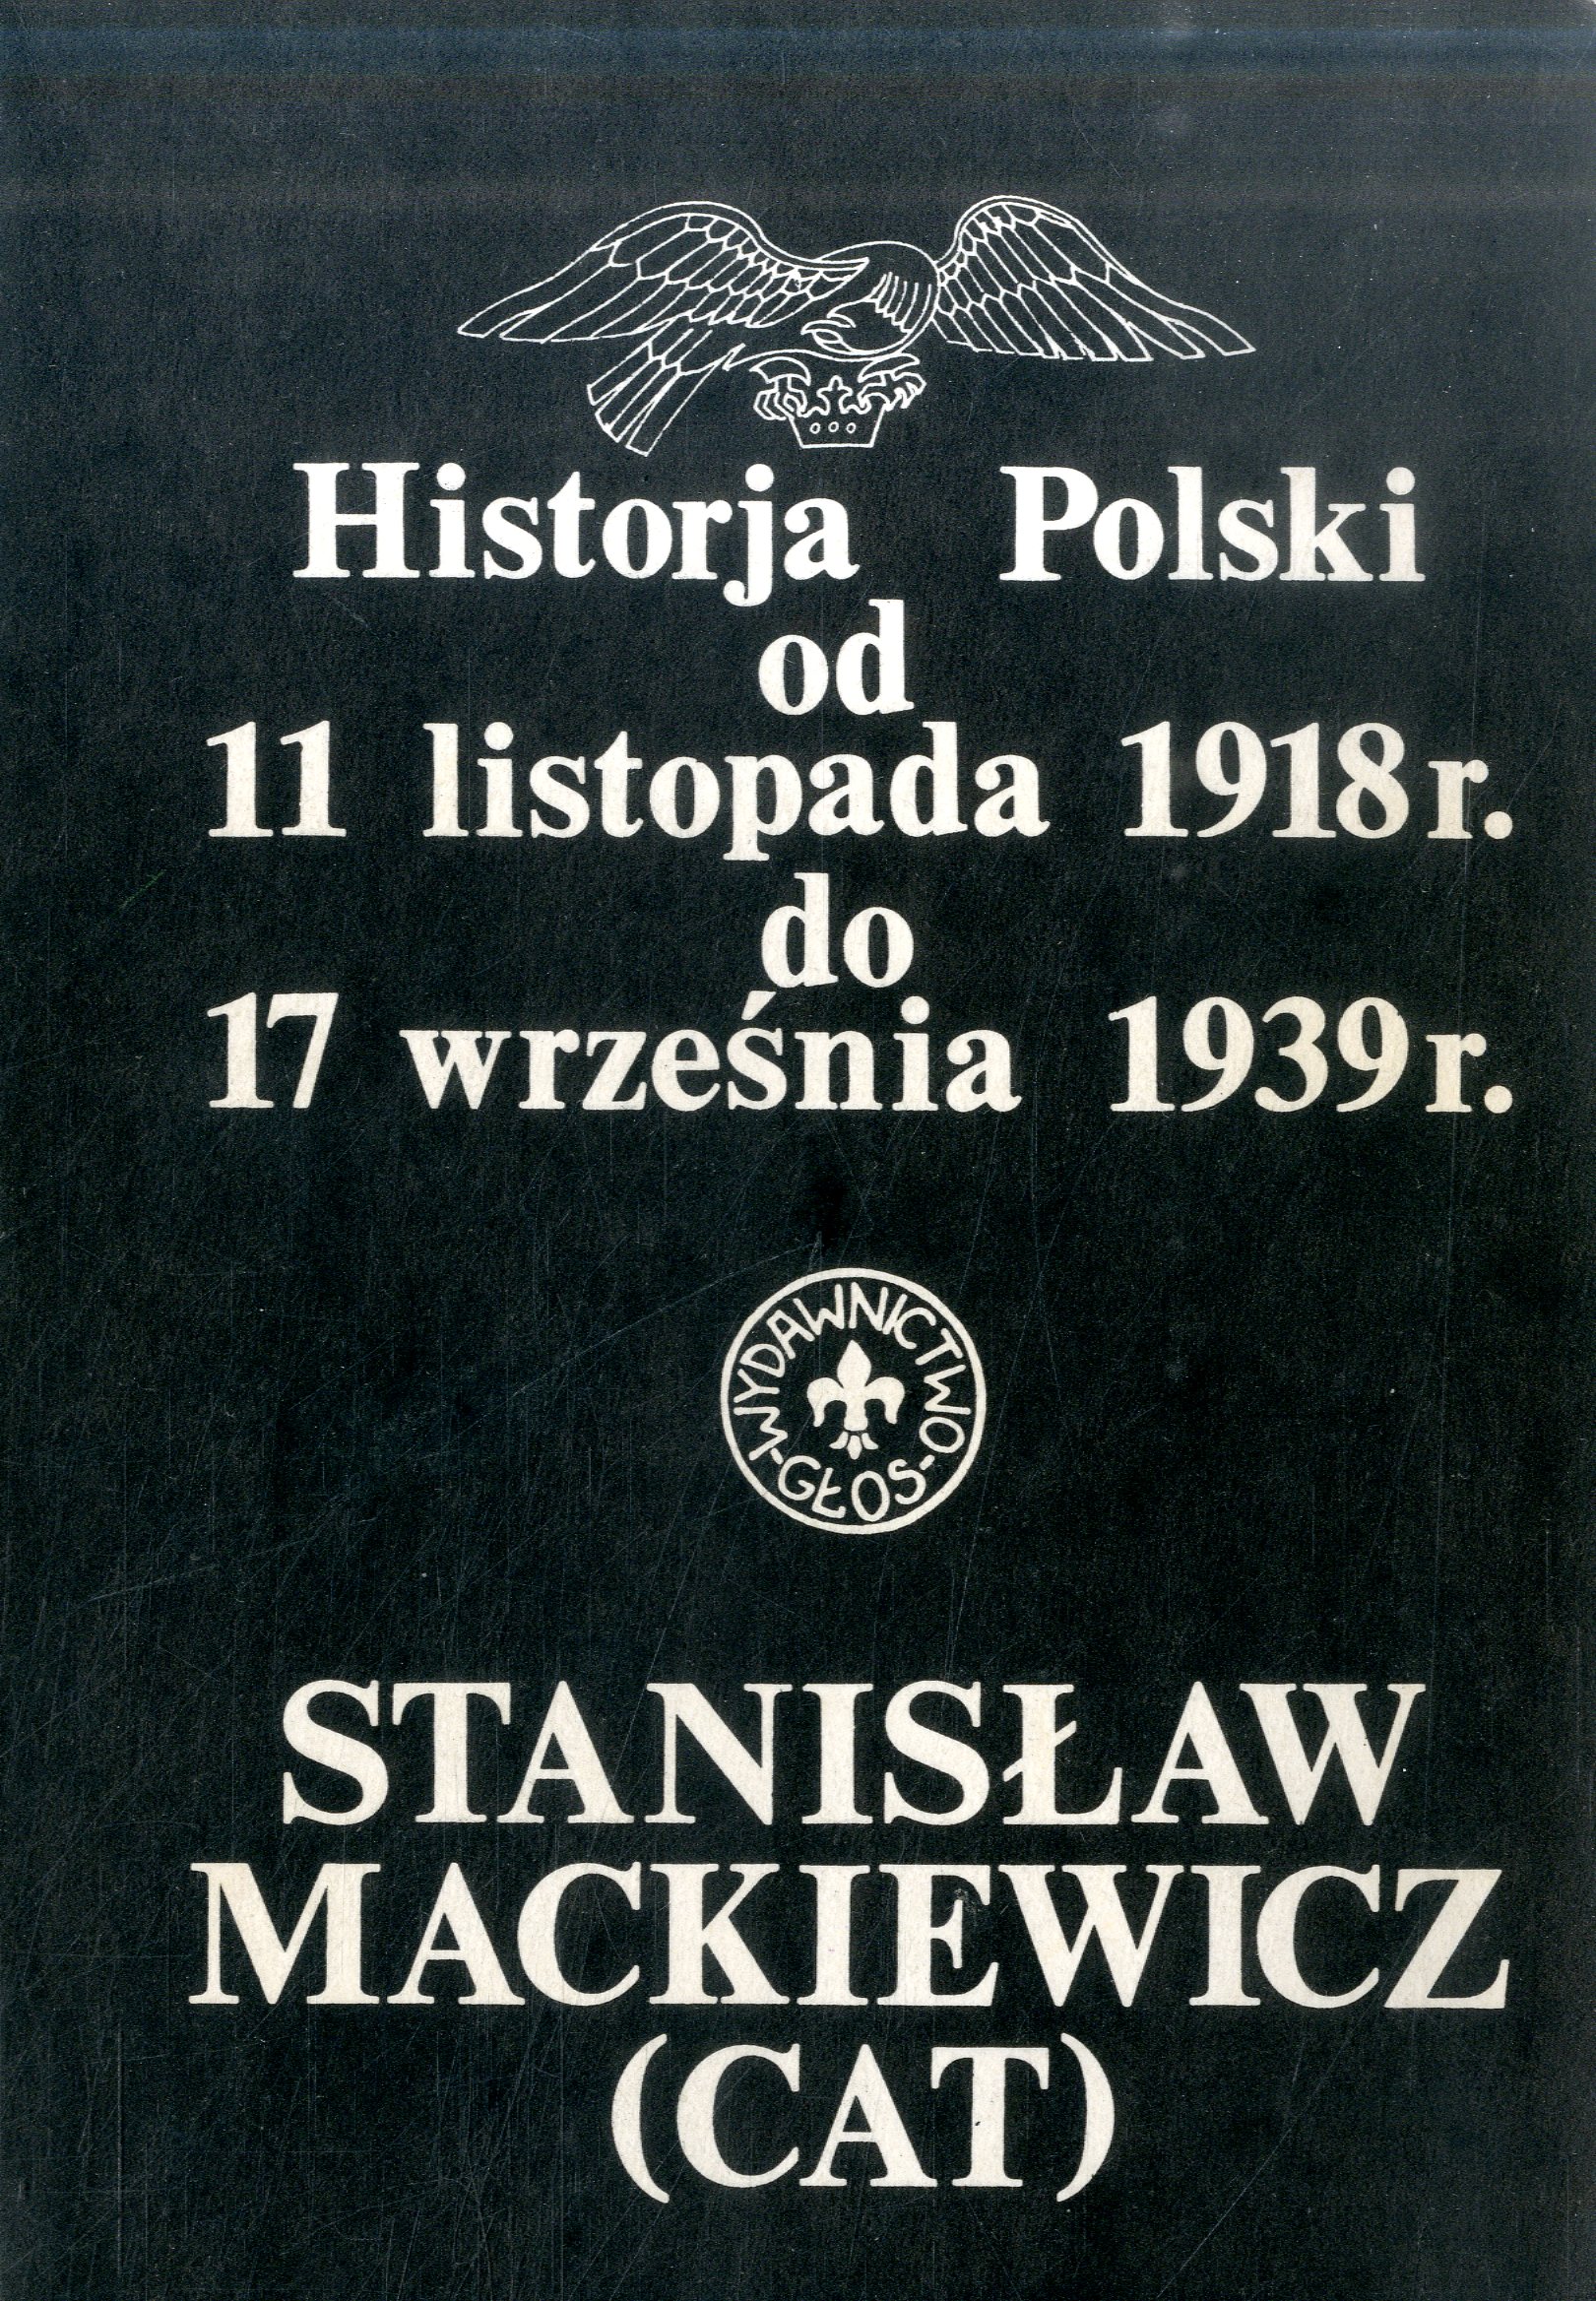 Historja Polski
od
11 listopada 1918 r.
do
17 września 1939 r.
WYDAWNICTWO
-GŁOS-
STANISŁAW
MACKIEWICZ
(CAT)